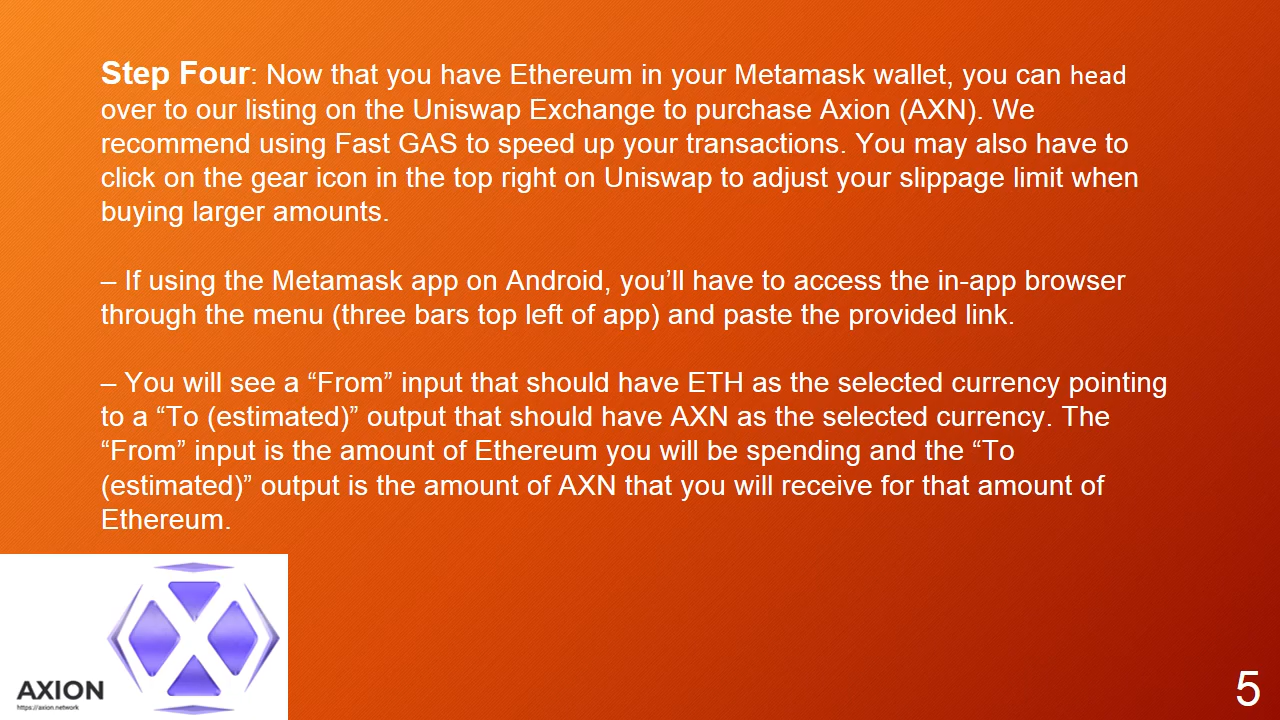 Step Four: Now that you have Ethereum in your Metamask wallet, you can head
over to our listing on the Uniswap Exchange to purchase Axion (AXN). We
recommend using Fast GAS to speed up your transactions. You may also have to
click on the gear icon in the top right on Uniswap to adjust your slippage limit when
buying larger amounts.
– If using the Metamask app on Android, you’ll have to access the in-app browser
through the menu (three bars top left of app) and paste the provided link.
– You will see a “From” input that should have ETH as the selected currency pointing
to a “To (estimated)” output that should have AXN as the selected currency. The
“From” input is the amount of Ethereum you will be spending and the “To
(estimated)” output is the amount of AXN that you will receive for that amount of
Ethereum.
AXION
https://axion.network
5